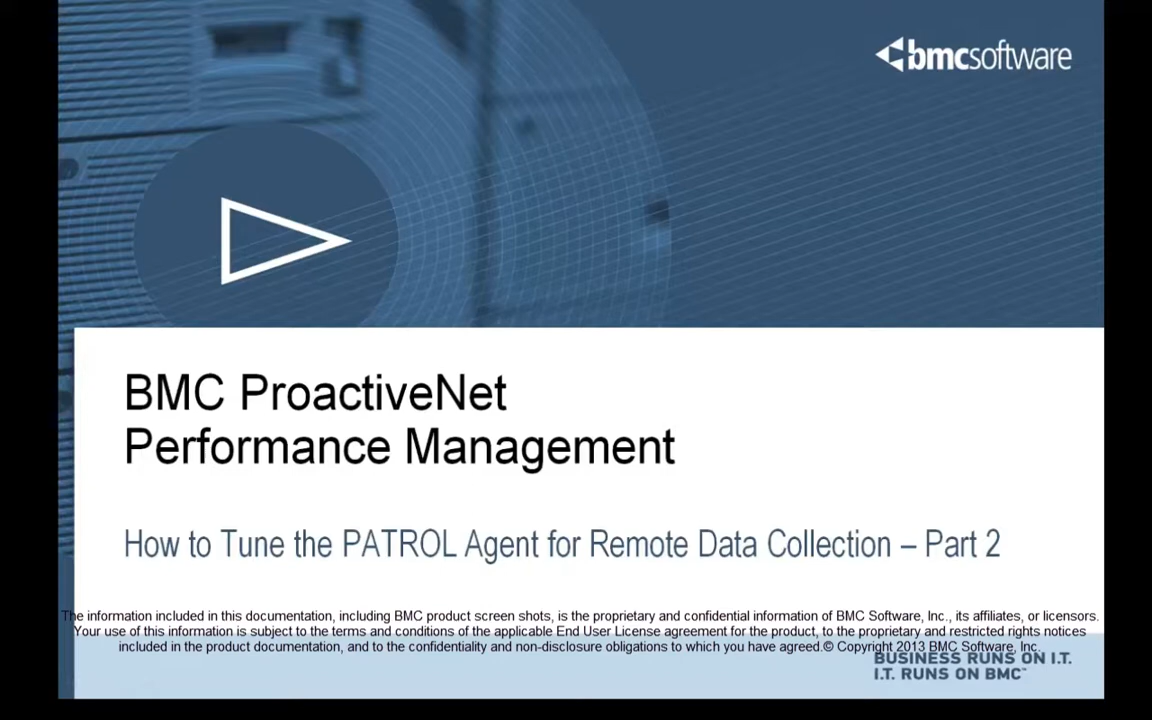 bmcsoftware
BMC ProactiveNet
Performance Management
How to Tune the PATROL Agent for Remote Data Collection – Part 2
The information included in this documentation, including BMC product screen shots, is the proprietary and confidential information of BMC Software, Inc., its affiliates, or licensors.
Your use of this information is subject to the terms and conditions of the applicable End User License agreement for the product, to the proprietary and restricted rights notices
included in the product documentation, and to the confidentiality and non-disclosure obligations to which you have agreed.© Copyright 2013 BMC Software, Inc.
BUSINESS RUNS ON I.T.
I.T. RUNS ON BMC™